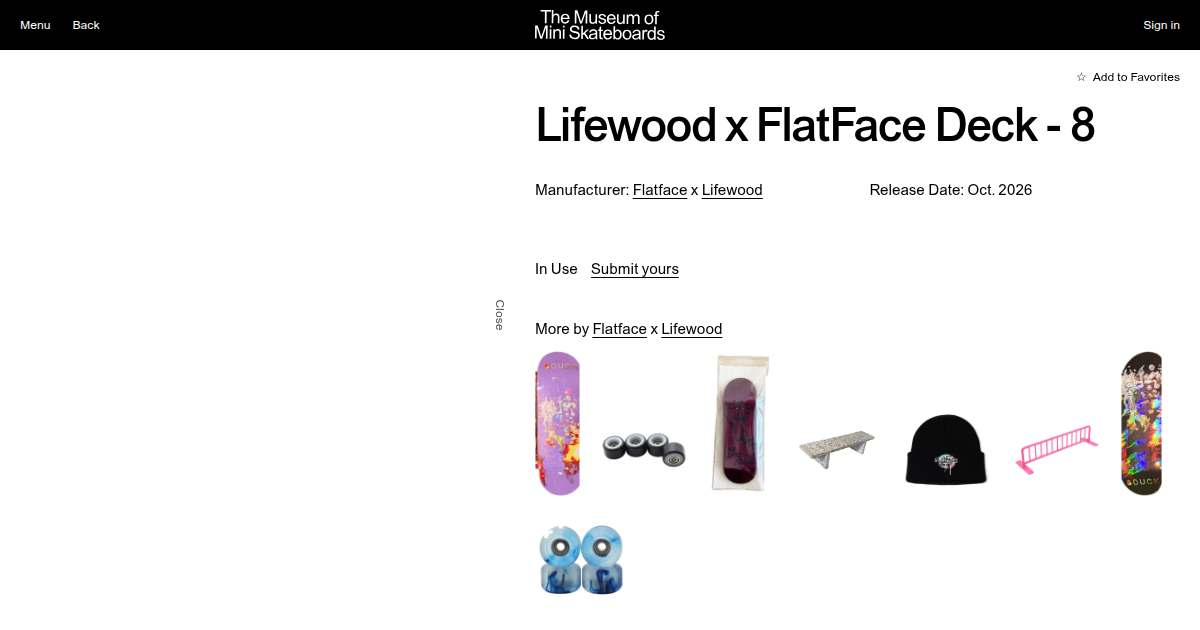 Menu
Back
The Museum of
Mini Skateboards
Sign in
☆ Add to Favorites
Lifewood x FlatFace Deck - 8
Manufacturer: Flatface x Lifewood
Release Date: Oct. 2026
In Use
Submit yours
Close
More by Flatface x Lifewood